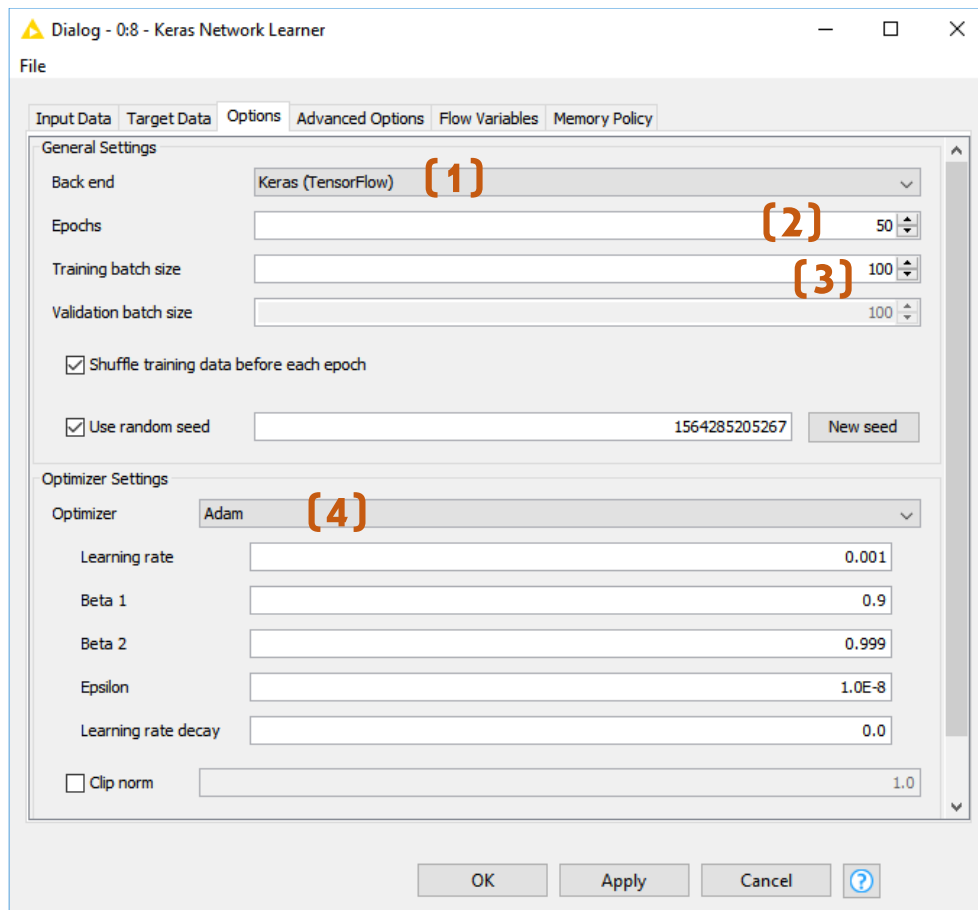 Dialog - 0:8 - Keras Network Learner
File
Input Data Target Data Options Advanced Options Flow Variables Memory Policy
General Settings
Back end Keras (TensorFlow) [1]
Epochs [2] 50
Training batch size [3] 100
Validation batch size 100
Shuffle training data before each epoch
Use random seed 1564285205267 New seed
Optimizer Settings
Optimizer Adam [4]
Learning rate 0.001
Beta 1 0.9
Beta 2 0.999
Epsilon 1.0E-8
Learning rate decay 0.0
Clip norm 1.0
OK Apply Cancel ?